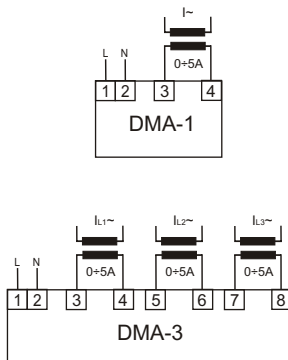 I~
L N
0÷5A
1 2 3 4
DMA-1
IL1~ IL2~ IL3~
L N
0÷5A 0÷5A 0÷5A
1 2 3 4 5 6 7 8
DMA-3